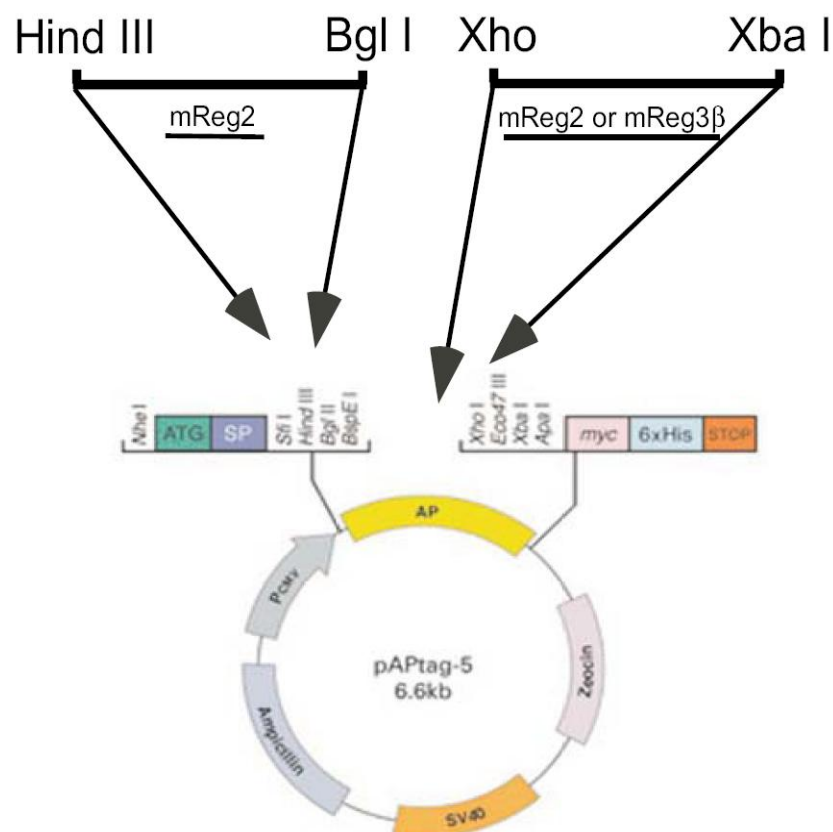 Hind III Bgl I Xho Xba I
mReg2
mReg2 or mReg3β
Nhe I
ATG
SP
Sfi I
Hind III
Bgl II
BspE I
Xho I
Eco47 III
Xba I
Apa I
myc
6xHis
STOP
AP
PCMV
pAPtag-5
6.6kb
Zeocin
Ampicillin
SV40